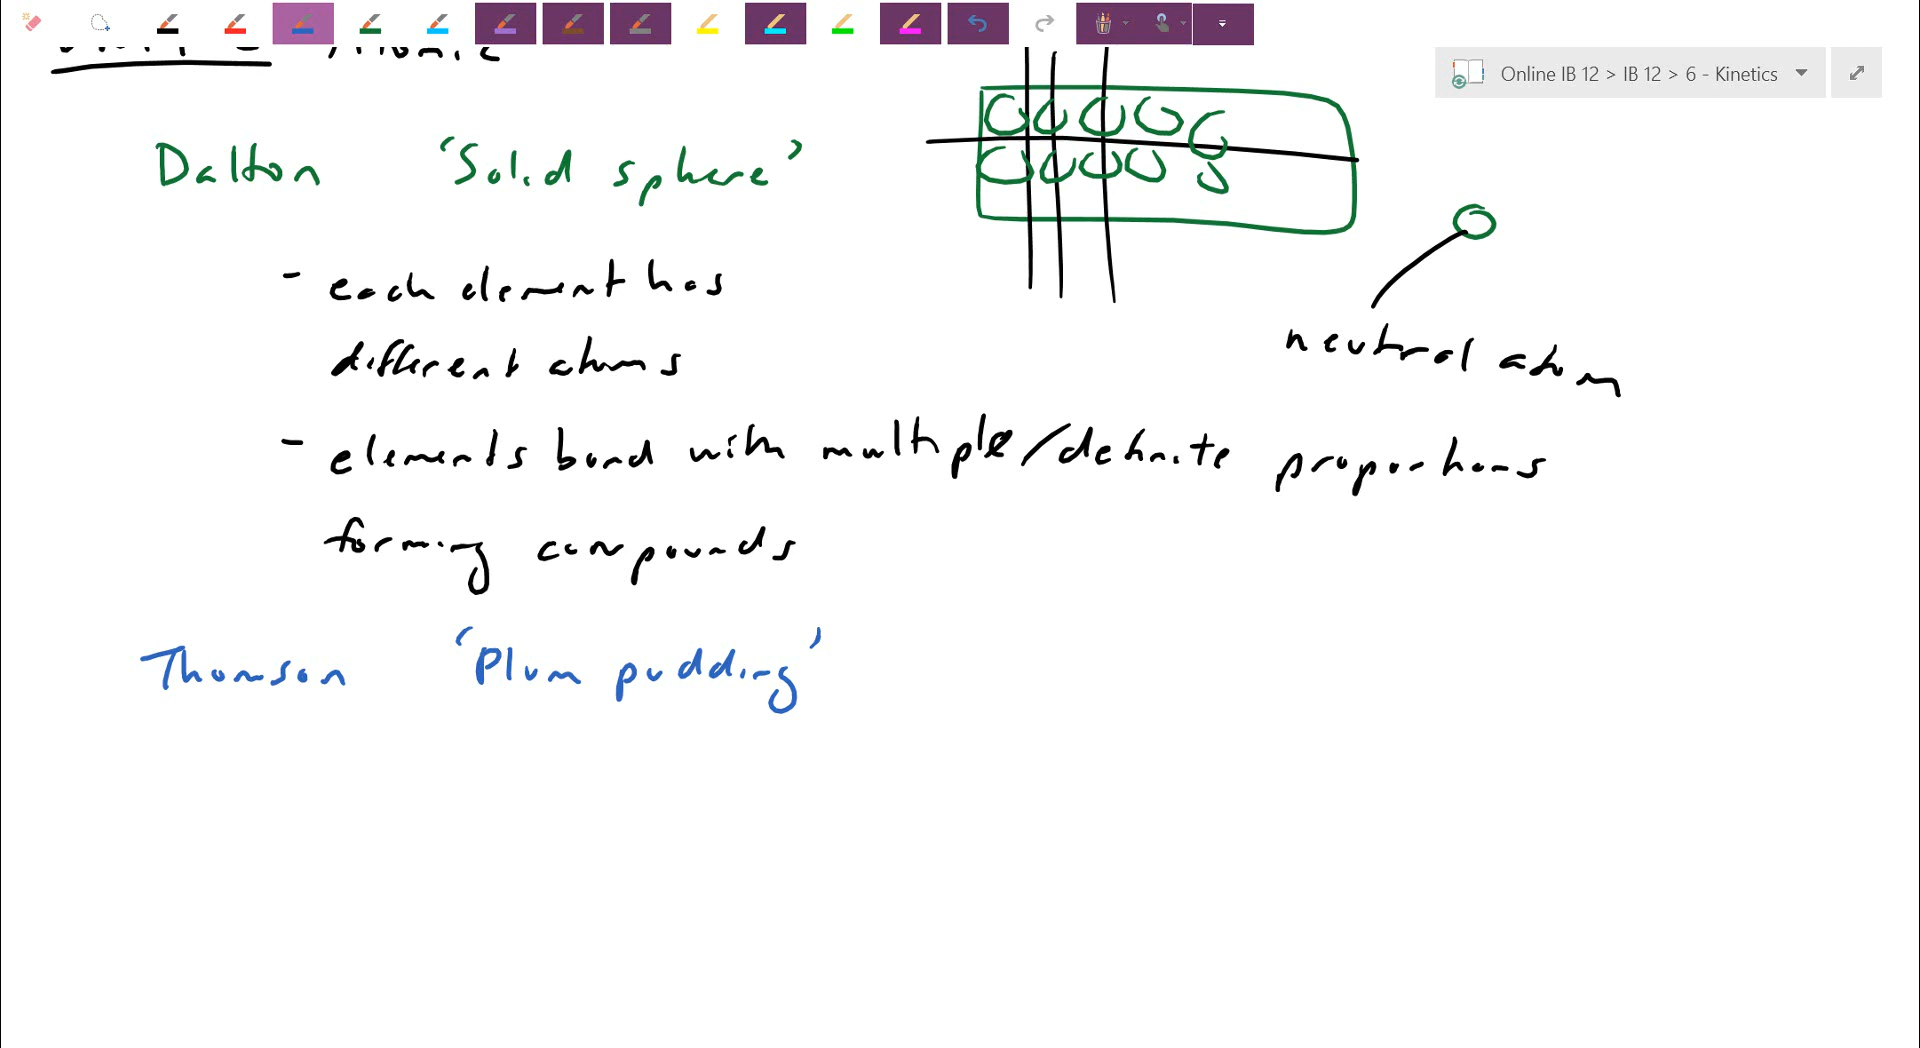 Online IB 12 > IB 12 > 6 - Kinetics
Dalton 'Solid sphere'
- each element has
different atoms
neutral atom
- elements bond with multiple/definite proportions
forming compounds
Thomson 'Plum pudding'